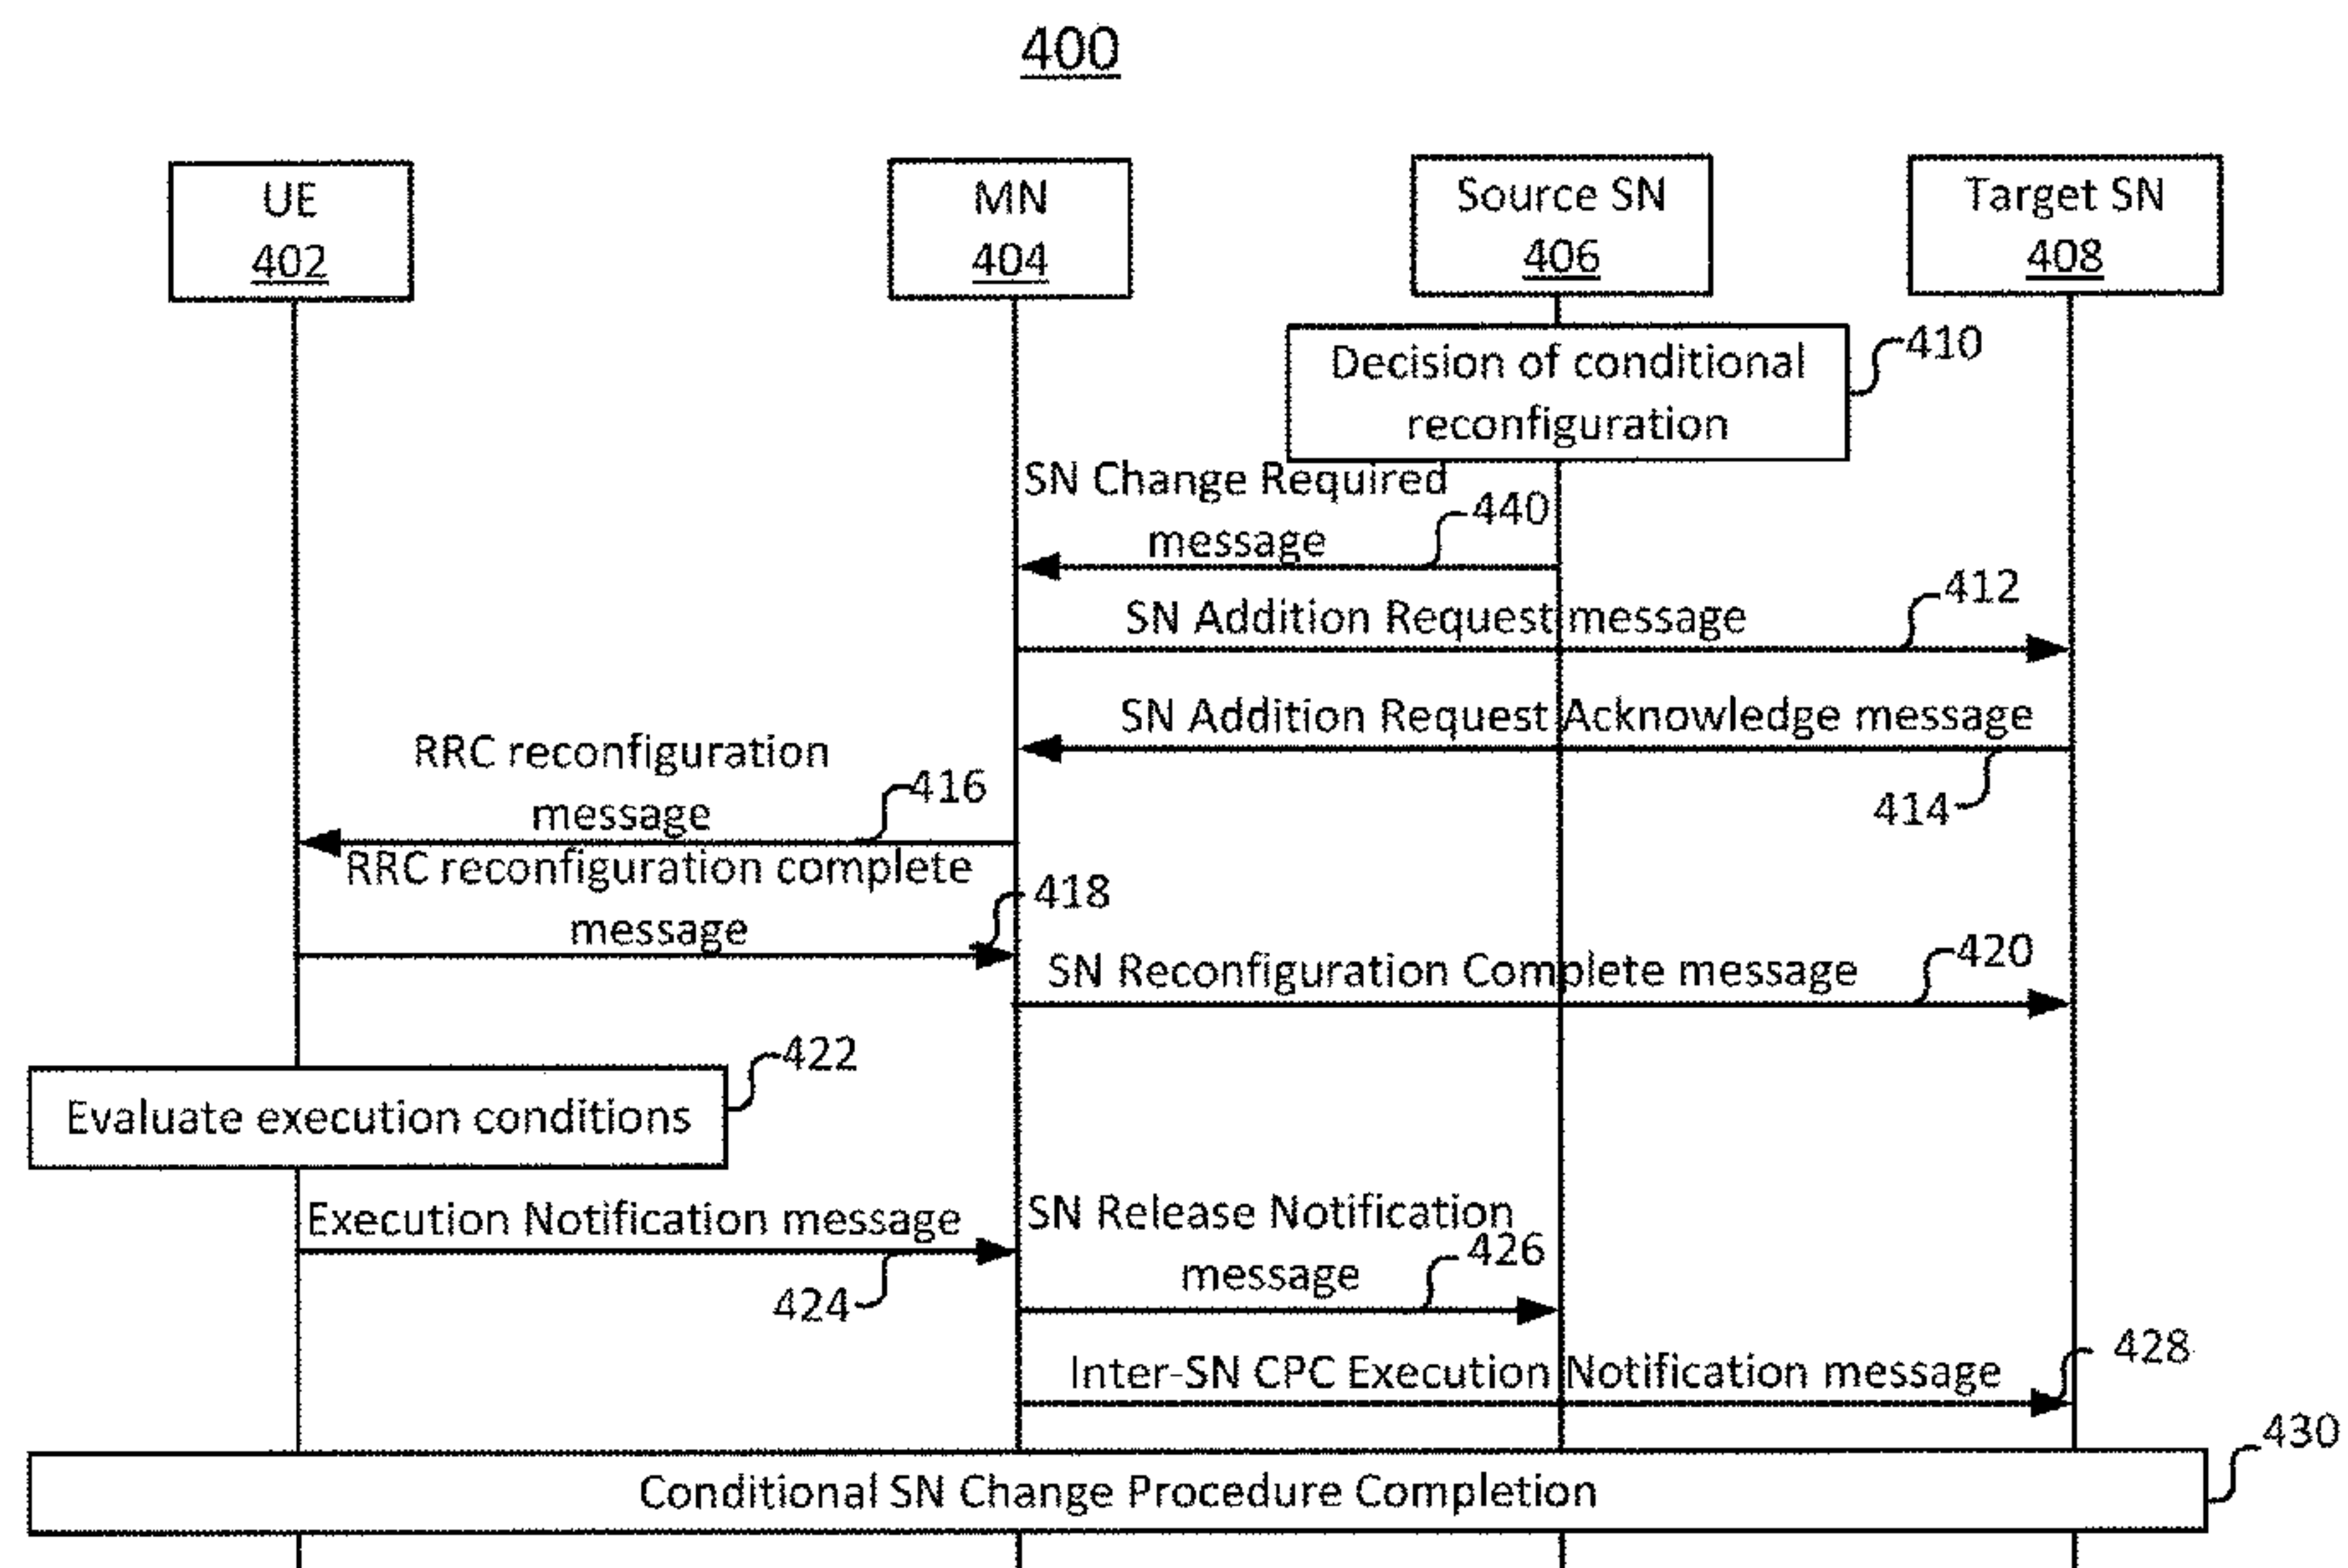 400
UE
402
MN
404
Source SN
406
Target SN
408
Decision of conditional
reconfiguration
410
SN Change Required
message
440
SN Addition Request message
412
SN Addition Request Acknowledge message
414
RRC reconfiguration
message
416
RRC reconfiguration complete
message
418
SN Reconfiguration Complete message
420
Evaluate execution conditions
422
Execution Notification message
424
SN Release Notification
message
426
Inter-SN CPC Execution Notification message
428
Conditional SN Change Procedure Completion
430